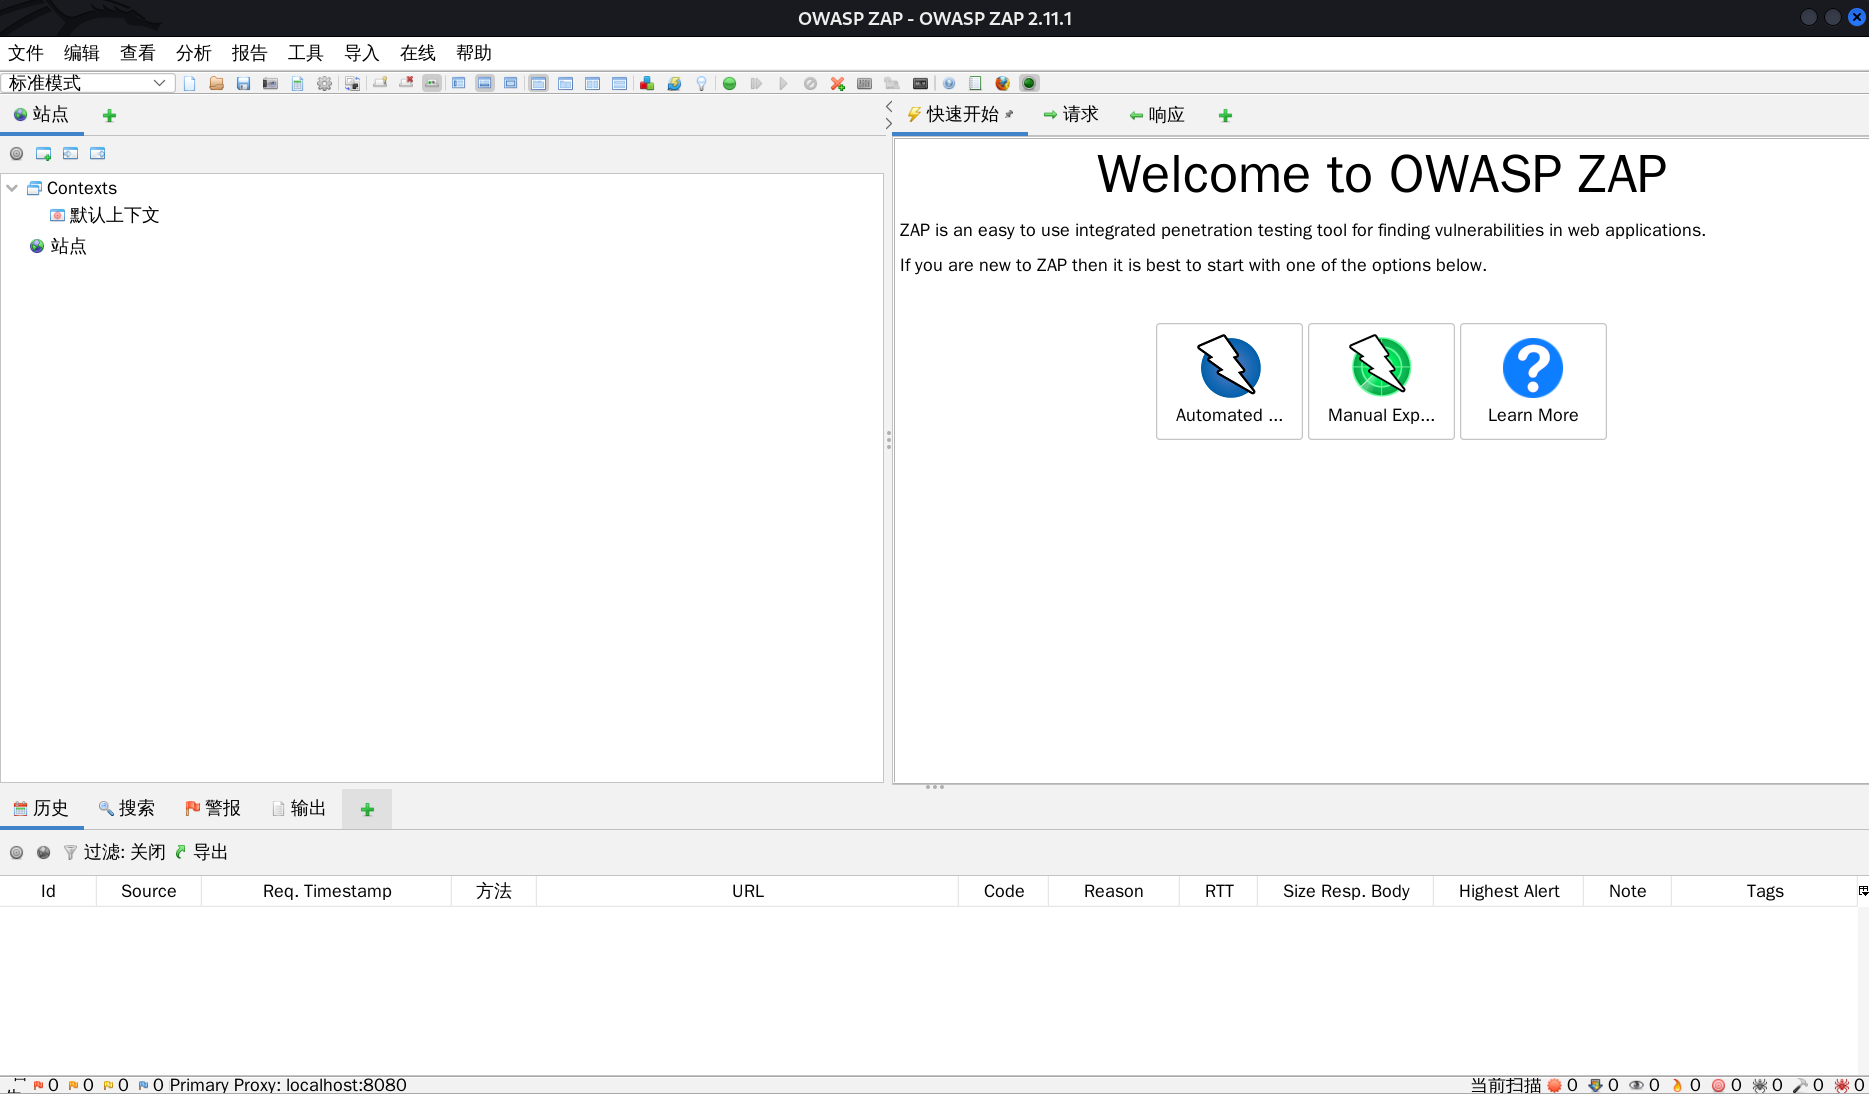 OWASP ZAP - OWASP ZAP 2.11.1
文件 编辑 查看 分析 报告 工具 导入 在线 帮助
标准模式
站点
快速开始 请求 响应
Contexts
默认上下文
站点
Welcome to OWASP ZAP
ZAP is an easy to use integrated penetration testing tool for finding vulnerabilities in web applications.
If you are new to ZAP then it is best to start with one of the options below.
Automated ... Manual Exp... Learn More
历史 搜索 警报 输出
过滤: 关闭 导出
Id Source Req. Timestamp 方法 URL Code Reason RTT Size Resp. Body Highest Alert Note Tags
0 0 0 0 Primary Proxy: localhost:8080 当前扫描 0 0 0 0 0 0 0 0